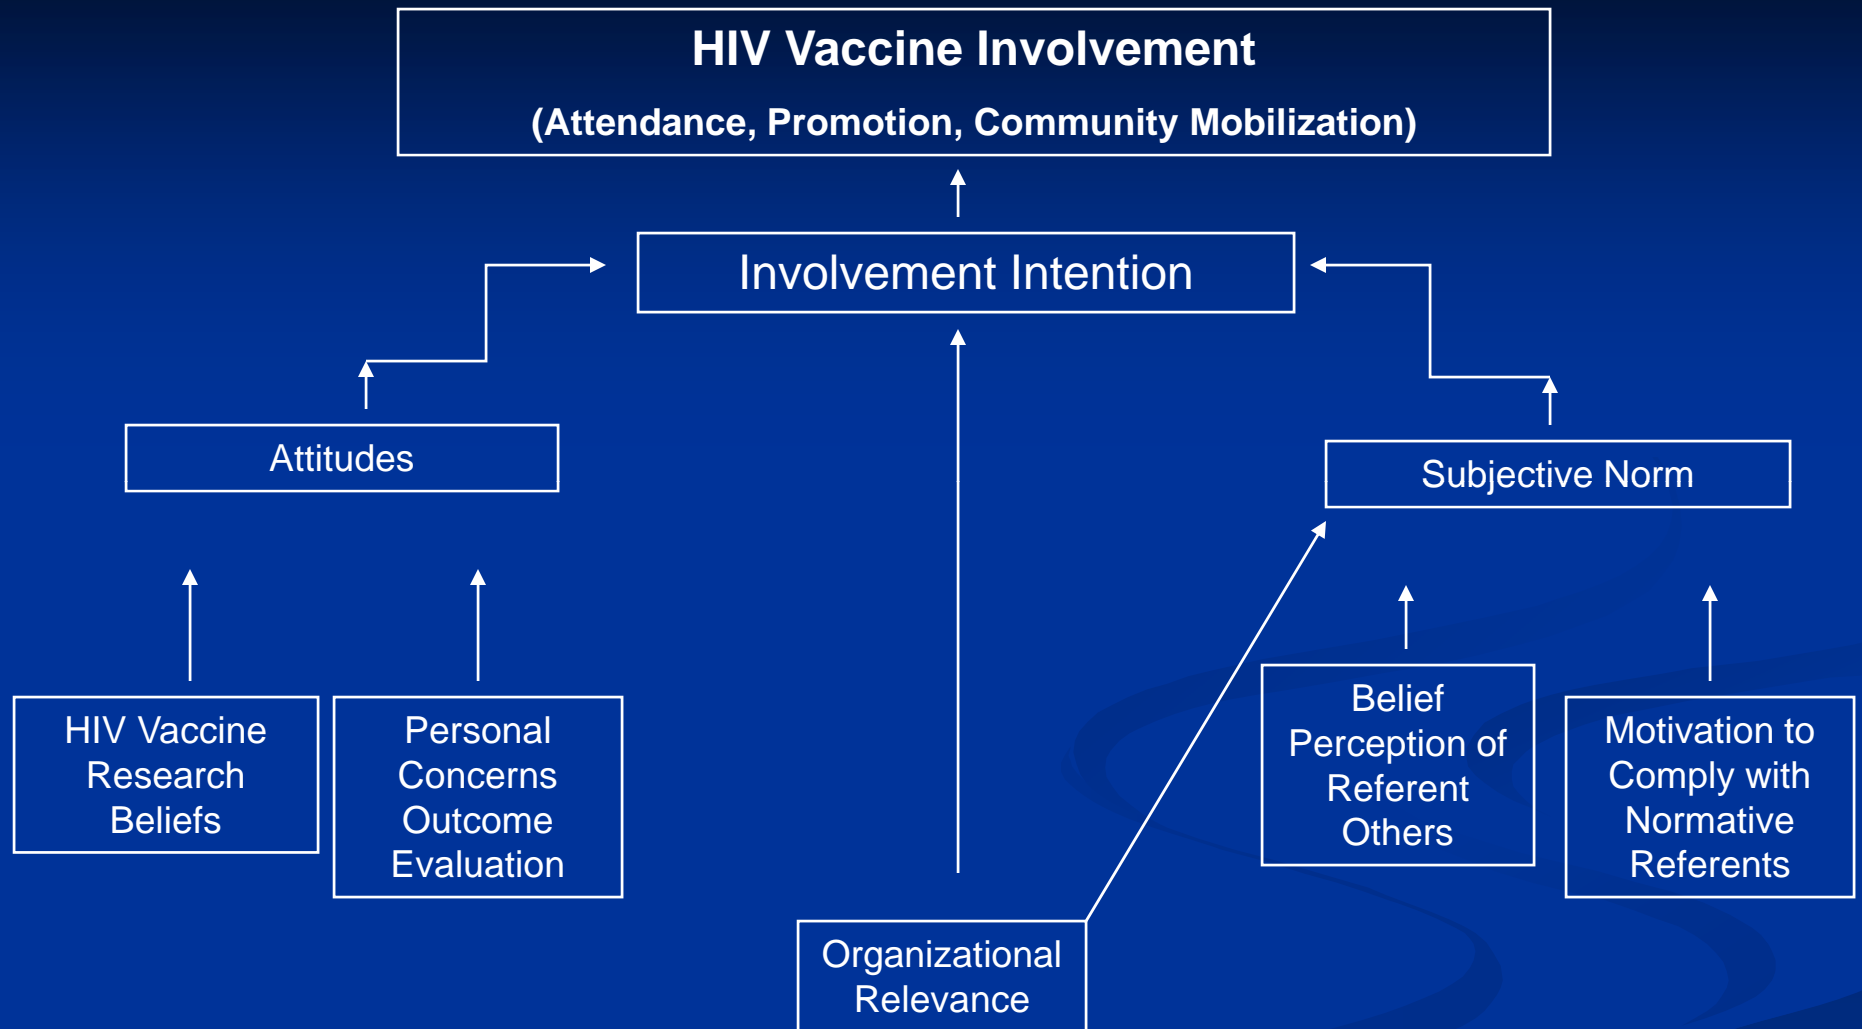 HIV Vaccine Involvement
(Attendance, Promotion, Community Mobilization)
Involvement Intention
Attitudes
Subjective Norm
HIV Vaccine
Research
Beliefs
Personal
Concerns
Outcome
Evaluation
Belief
Perception of
Referent
Others
Motivation to
Comply with
Normative
Referents
Organizational
Relevance